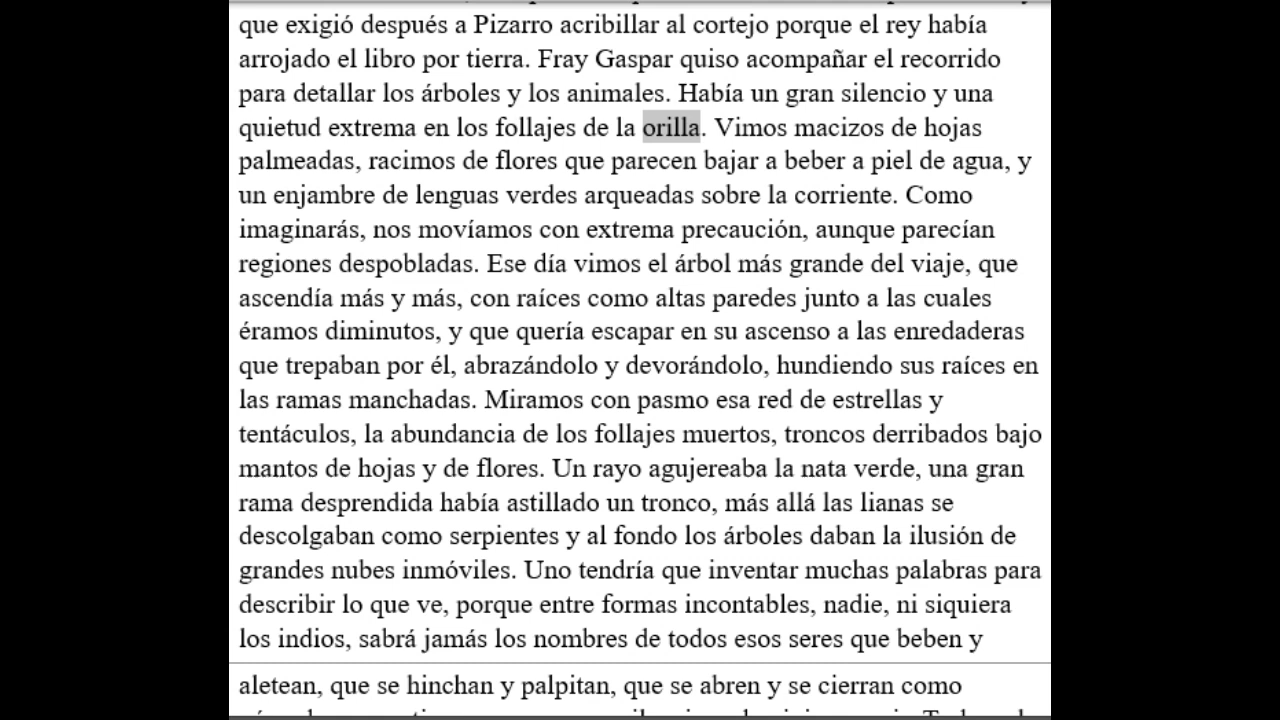 que exigió después a Pizarro acribillar al cortejo porque el rey había
arrojado el libro por tierra. Fray Gaspar quiso acompañar el recorrido
para detallar los árboles y los animales. Había un gran silencio y una
quietud extrema en los follajes de la orilla. Vimos macizos de hojas
palmeadas, racimos de flores que parecen bajar a beber a piel de agua, y
un enjambre de lenguas verdes arqueadas sobre la corriente. Como
imaginarás, nos movíamos con extrema precaución, aunque parecían
regiones despobladas. Ese día vimos el árbol más grande del viaje, que
ascendía más y más, con raíces como altas paredes junto a las cuales
éramos diminutos, y que quería escapar en su ascenso a las enredaderas
que trepaban por él, abrazándolo y devorándolo, hundiendo sus raíces en
las ramas manchadas. Miramos con pasmo esa red de estrellas y
tentáculos, la abundancia de los follajes muertos, troncos derribados bajo
mantos de hojas y de flores. Un rayo agujereaba la nata verde, una gran
rama desprendida había astillado un tronco, más allá las lianas se
descolgaban como serpientes y al fondo los árboles daban la ilusión de
grandes nubes inmóviles. Uno tendría que inventar muchas palabras para
describir lo que ve, porque entre formas incontables, nadie, ni siquiera
los indios, sabrá jamás los nombres de todos esos seres que beben y
aletean, que se hinchan y palpitan, que se abren y se cierran como